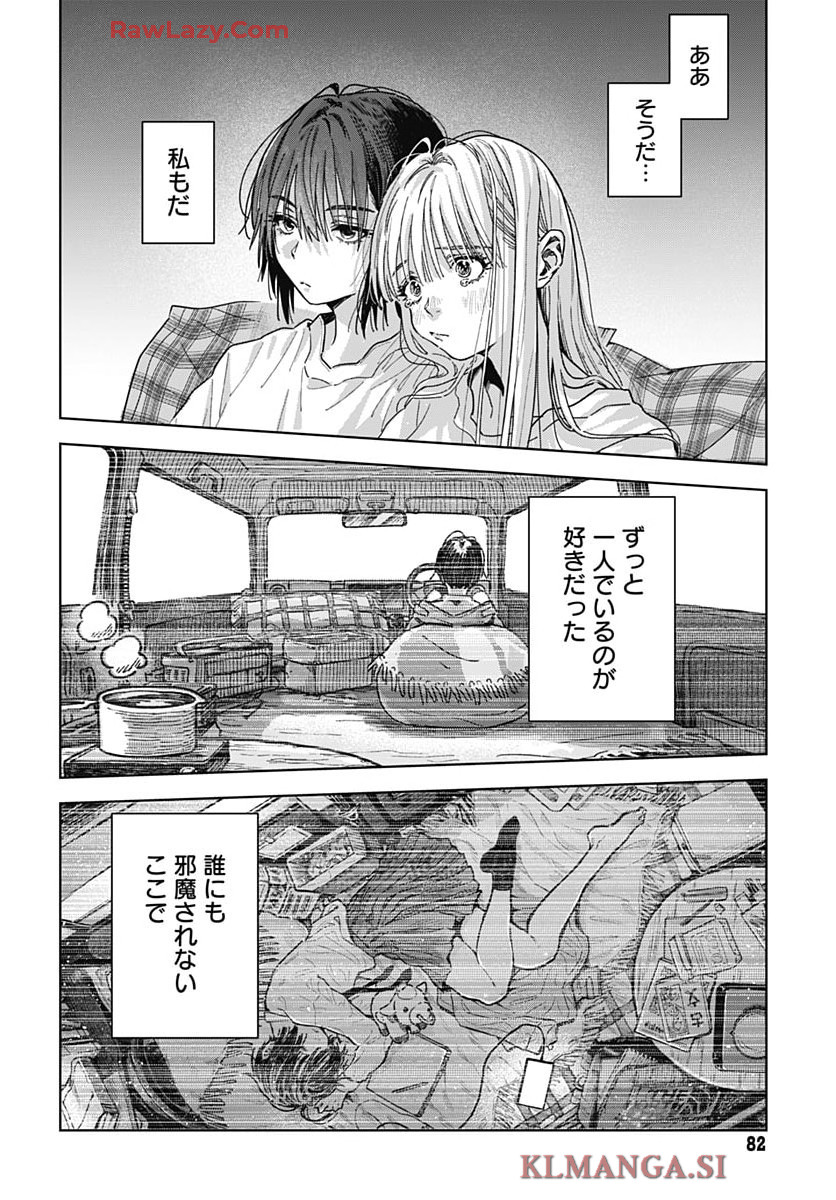 RawLazy.Com
ああ
そうだ…
私もだ
ずっと
一人でいるのが
好きだった
誰にも
邪魔されない
ここで
82
KLMANGA.SI